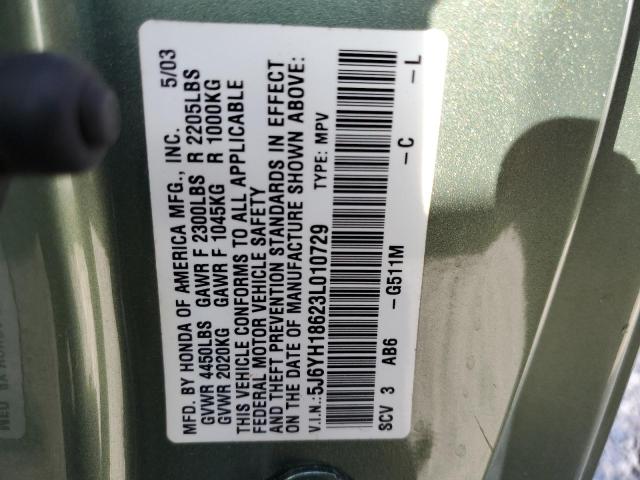 MFD. BY HONDA OF AMERICA MFG., INC. 5/03
GVWR 4450LBS GAWR F 2300LBS R 2205LBS
GVWR 2020KG GAWR F 1045KG R 1000KG
THIS VEHICLE CONFORMS TO ALL APPLICABLE
FEDERAL MOTOR VEHICLE SAFETY
AND THEFT PREVENTION STANDARDS IN EFFECT
ON THE DATE OF MANUFACTURE SHOWN ABOVE.
V.I.N.: 5J6YH18623L010729 TYPE: MPV
SCV 3 AB6 -G511M -C -L